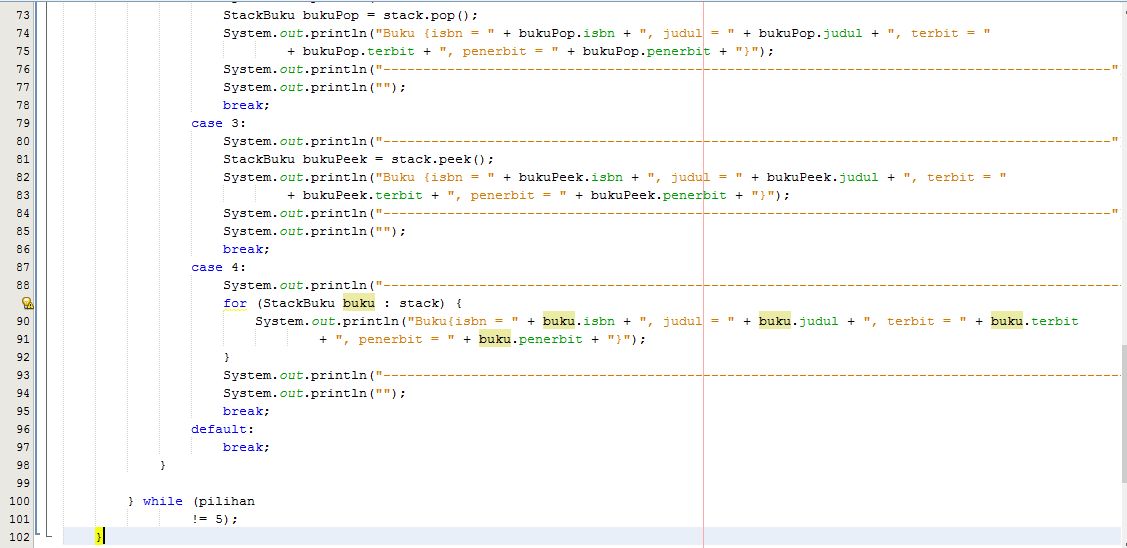 73 StackBuku bukuPop = stack.pop();
74 System.out.println("Buku {isbn = " + bukuPop.isbn + ", judul = " + bukuPop.judul + ", terbit = "
75 + bukuPop.terbit + ", penerbit = " + bukuPop.penerbit + "}");
76 System.out.println("-------------------------------------------------------------------------------------------"
77 System.out.println("");
78 break;
79 case 3:
80 System.out.println("-------------------------------------------------------------------------------------------"
81 StackBuku bukuPeek = stack.peek();
82 System.out.println("Buku {isbn = " + bukuPeek.isbn + ", judul = " + bukuPeek.judul + ", terbit = "
83 + bukuPeek.terbit + ", penerbit = " + bukuPeek.penerbit + "}");
84 System.out.println("-------------------------------------------------------------------------------------------"
85 System.out.println("");
86 break;
87 case 4:
88 System.out.println("--------------------------------------------------------------------------------------------
for (StackBuku buku : stack) {
90 System.out.println("Buku{isbn = " + buku.isbn + ", judul = " + buku.judul + ", terbit = " + buku.terbit
91 + ", penerbit = " + buku.penerbit + "}");
92 }
93 System.out.println("--------------------------------------------------------------------------------------------
94 System.out.println("");
95 break;
96 default:
97 break;
98 }
99
100 } while (pilihan
101 != 5);
102 }